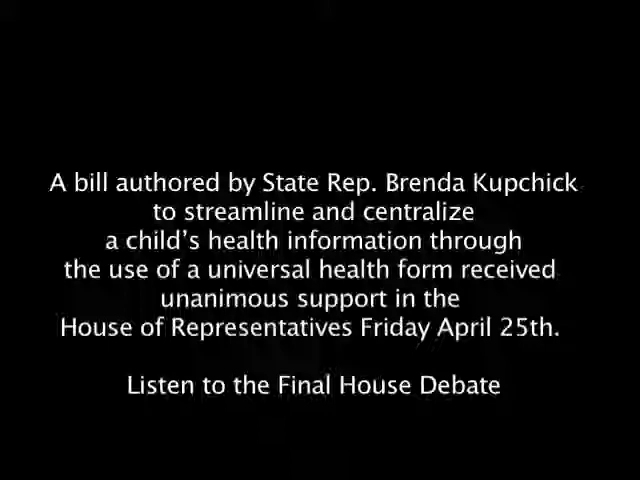 A bill authored by State Rep. Brenda Kupchick
to streamline and centralize
a child's health information through
the use of a universal health form received
unanimous support in the
House of Representatives Friday April 25th.
Listen to the Final House Debate